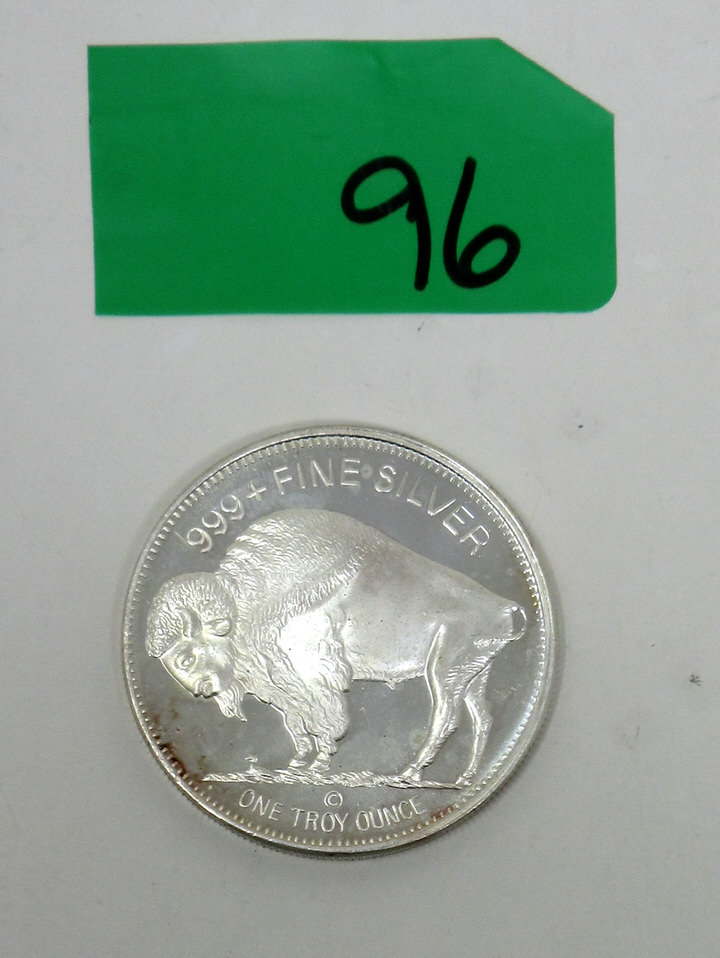 96
999+ FINE SILVER
©
ONE TROY OUNCE